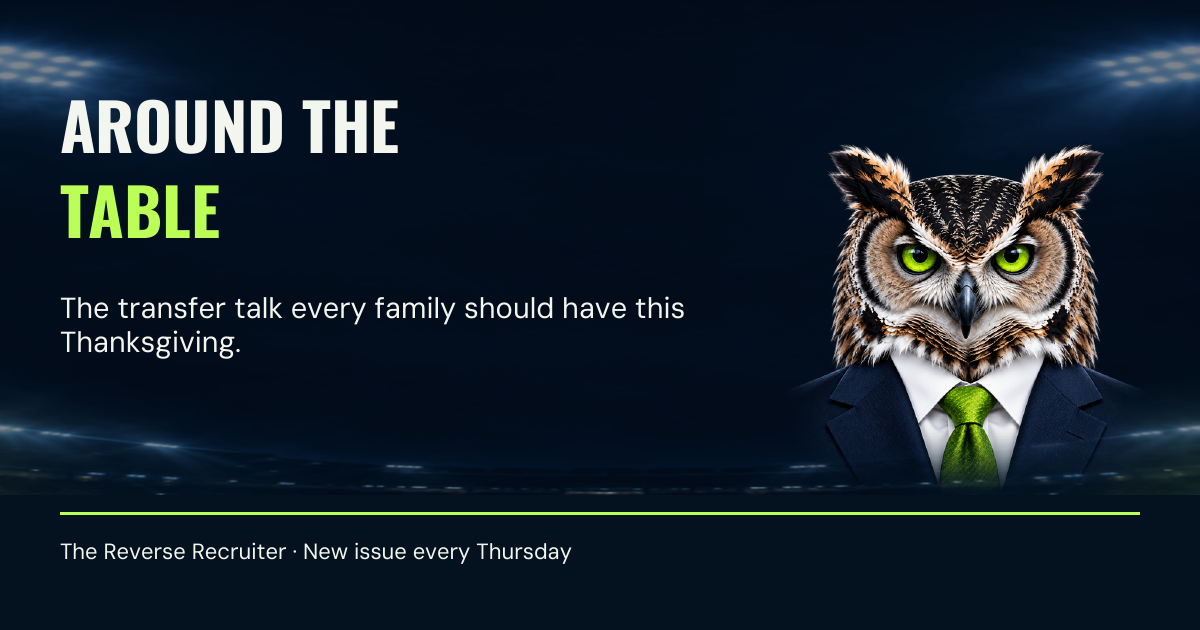 AROUND THE
TABLE
The transfer talk every family should have this
Thanksgiving.
The Reverse Recruiter · New issue every Thursday